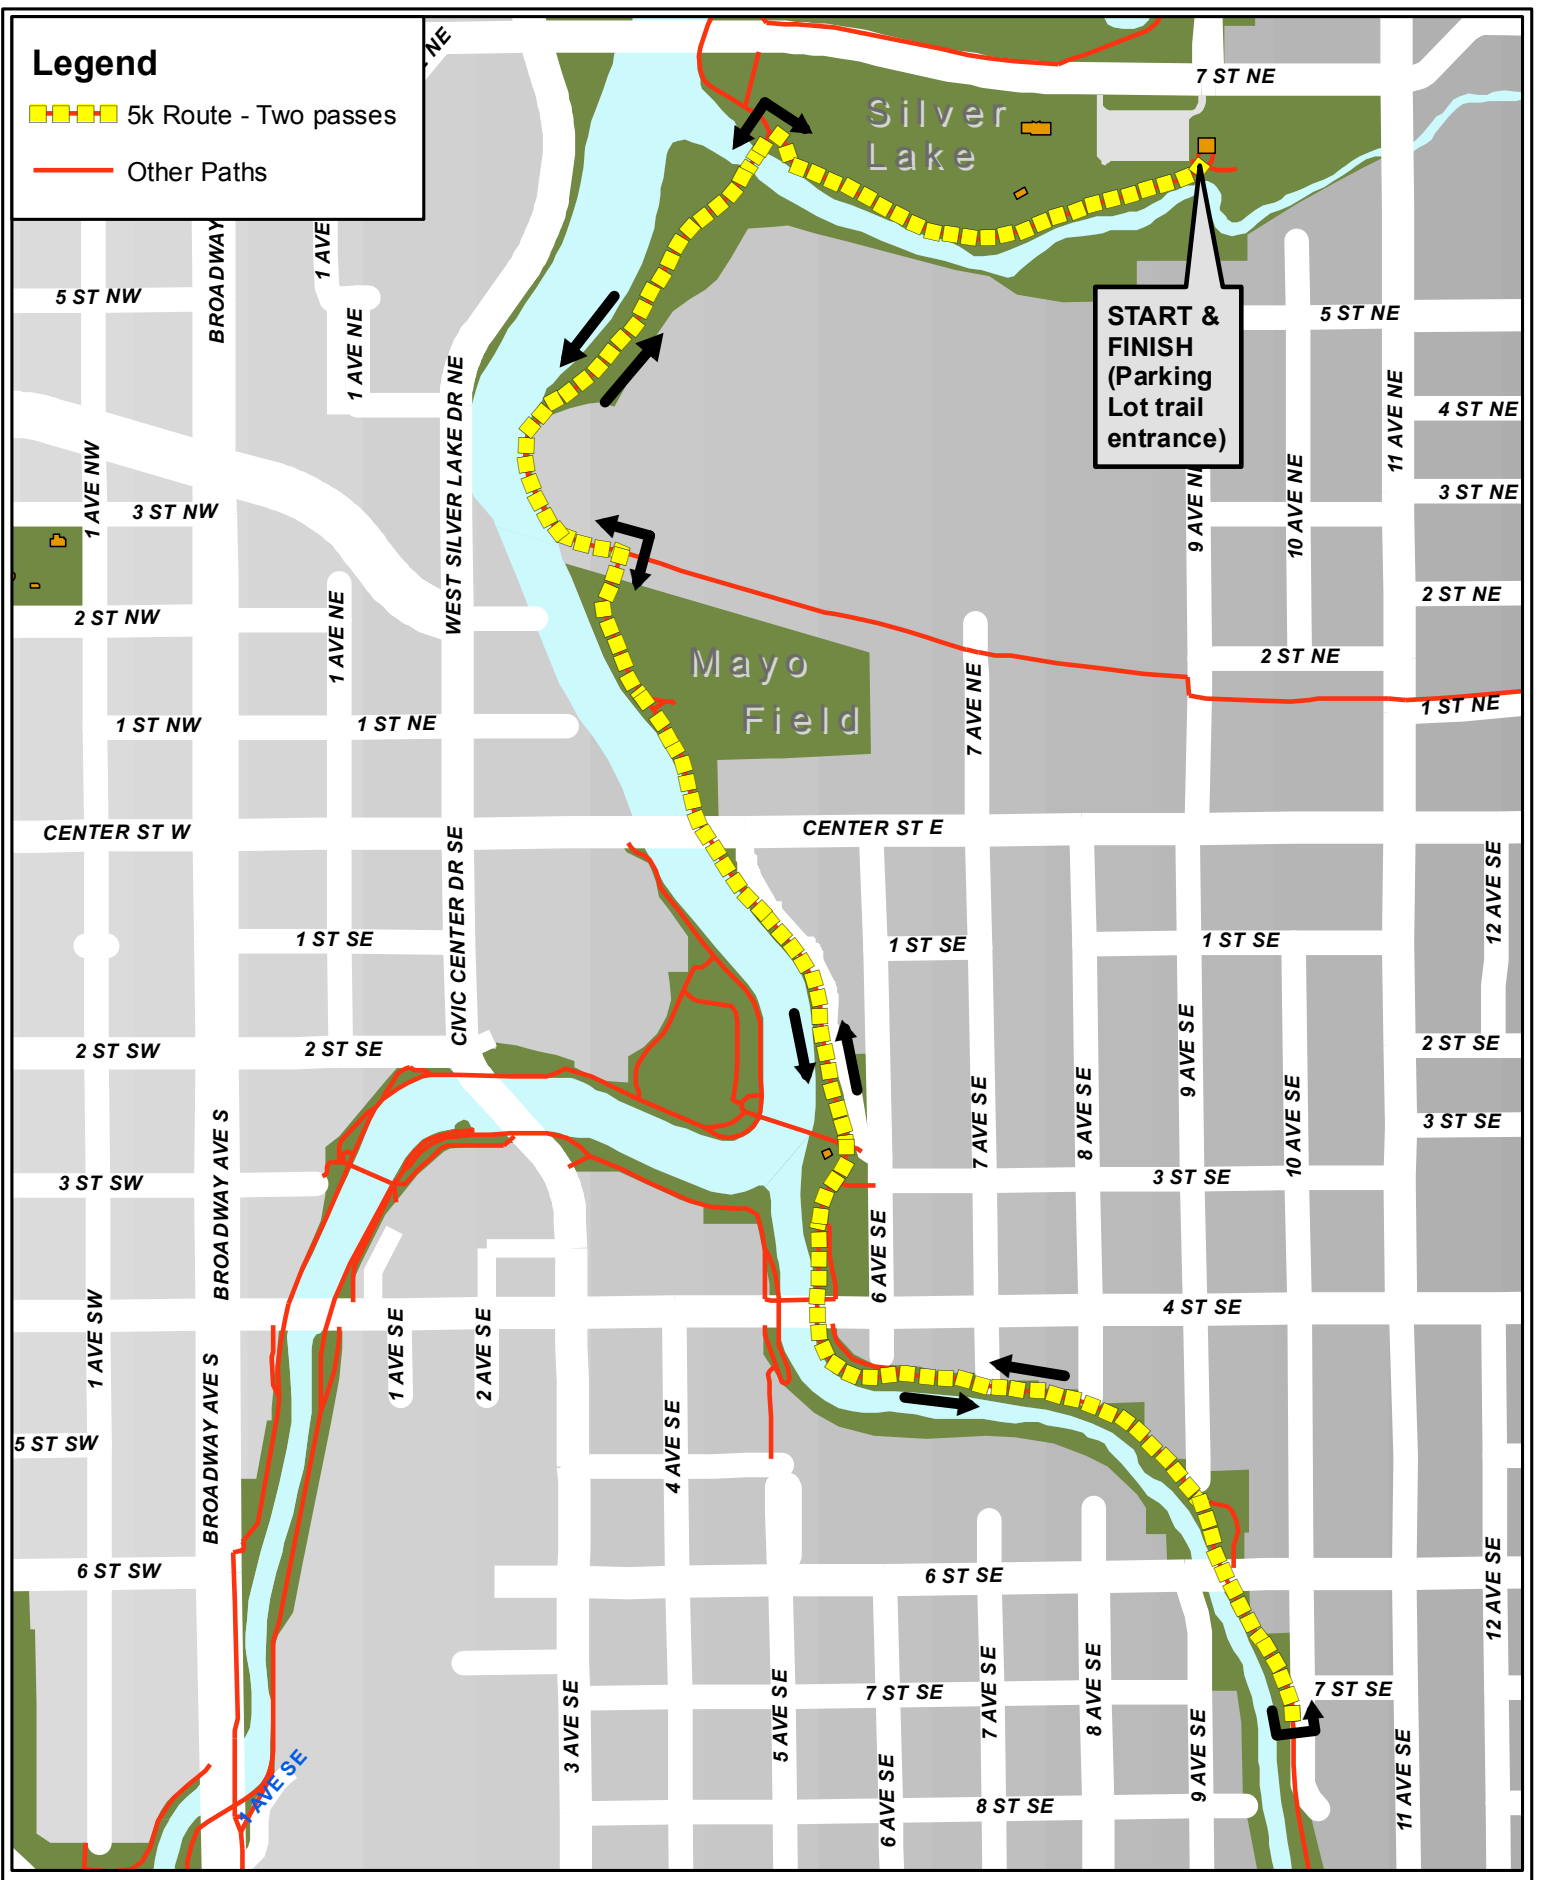 Legend
5k Route - Two passes
Other Paths
NE
7 ST NE
Silver
Lake
1 AVE
BROADWAY
5 ST NW
1 AVE NE
START &
FINISH
(Parking
Lot trail
entrance)
5 ST NE
11 AVE NE
4 ST NE
WEST SILVER LAKE DR NE
1 AVE NW
3 ST NW
9 AVE NE
10 AVE NE
3 ST NE
2 ST NW
1 AVE NE
2 ST NE
2 ST NE
Mayo
Field
7 AVE NE
1 ST NE
1 ST NW
1 ST NE
CENTER ST W
CENTER ST E
CIVIC CENTER DR SE
12 AVE SE
1 ST SE
1 ST SE
1 ST SE
2 ST SW
2 ST SE
9 AVE SE
2 ST SE
7 AVE SE
8 AVE SE
10 AVE SE
3 ST SE
BROADWAY AVE S
3 ST SW
3 ST SE
6 AVE SE
4 ST SE
1 AVE SW
1 AVE SE
2 AVE SE
BROADWAY AVE S
5 ST SW
4 AVE SE
6 ST SW
6 ST SE
12 AVE SE
7 ST SE
7 ST SE
3 AVE SE
5 AVE SE
7 AVE SE
8 AVE SE
9 AVE SE
11 AVE SE
1 AVE SE
6 AVE SE
8 ST SE